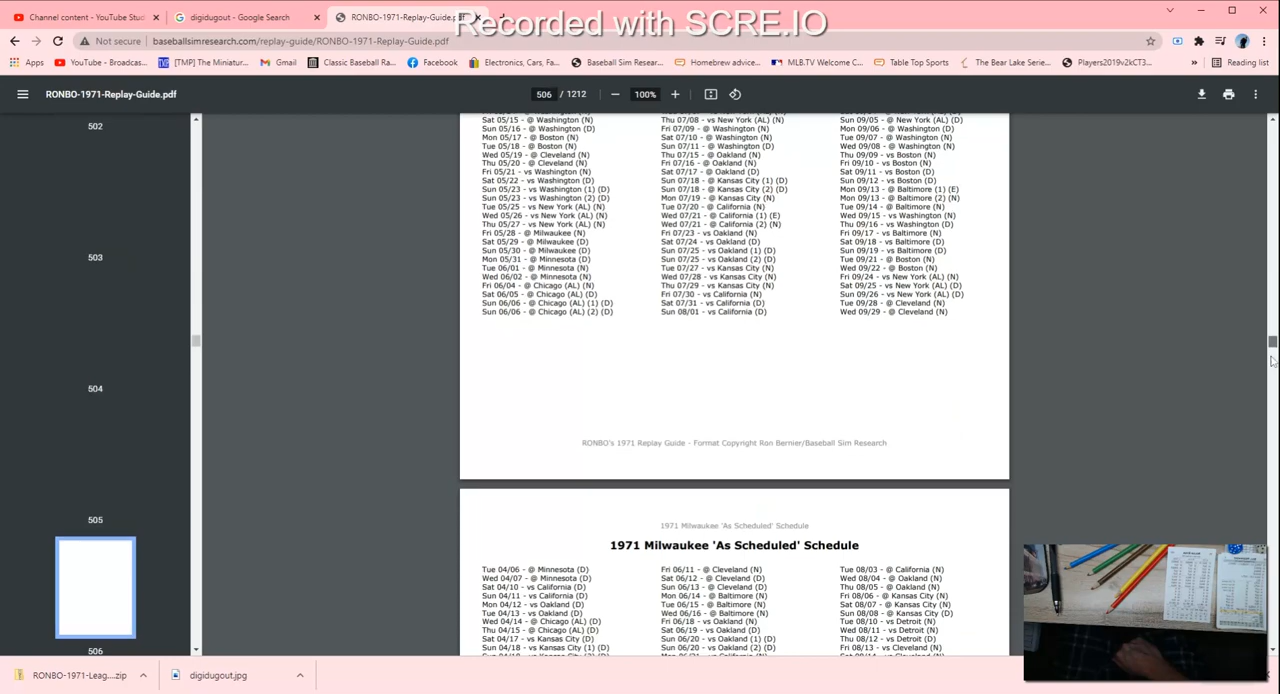 Channel content - YouTube Stud
digidugout - Google Search
RONBO-1971-Replay-Guide.pdf
Recorded with SCRE.IO
Not secure
baseballsimresearch.com/replay-guide/RONBO-1971-Replay-Guide.pdf
Apps
YouTube - Broadcas...
[TMP] The Miniatur...
Gmail
Classic Baseball Ra...
Facebook
Electronics, Cars, Fa...
Baseball Sim Resear...
Homebrew advice...
MLB.TV Welcome C...
Table Top Sports
The Bear Lake Serie...
Players2019v2kCT3...
»
Reading list
RONBO-1971-Replay-Guide.pdf
506 / 1212
100%
502
503
504
505
506
Sat 05/15 - @ Washington (N)
Sun 05/16 - @ Washington (D)
Mon 05/17 - @ Boston (N)
Tue 05/18 - @ Boston (N)
Wed 05/19 - @ Cleveland (N)
Thu 05/20 - @ Cleveland (N)
Fri 05/21 - vs Washington (N)
Sat 05/22 - vs Washington (D)
Sun 05/23 - vs Washington (1) (D)
Sun 05/23 - vs Washington (2) (D)
Tue 05/25 - vs New York (AL) (N)
Wed 05/26 - vs New York (AL) (N)
Thu 05/27 - vs New York (AL) (N)
Fri 05/28 - @ Milwaukee (N)
Sat 05/29 - @ Milwaukee (D)
Sun 05/30 - @ Milwaukee (D)
Mon 05/31 - @ Minnesota (D)
Tue 06/01 - @ Minnesota (N)
Wed 06/02 - @ Minnesota (N)
Fri 06/04 - @ Chicago (AL) (N)
Sat 06/05 - @ Chicago (AL) (D)
Sun 06/06 - @ Chicago (AL) (1) (D)
Sun 06/06 - @ Chicago (AL) (2) (D)
Thu 07/08 - vs New York (AL) (N)
Fri 07/09 - @ Washington (N)
Sat 07/10 - @ Washington (N)
Sun 07/11 - @ Washington (D)
Thu 07/15 - @ Oakland (N)
Fri 07/16 - @ Oakland (N)
Sat 07/17 - @ Oakland (D)
Sun 07/18 - @ Kansas City (1) (D)
Sun 07/18 - @ Kansas City (2) (D)
Mon 07/19 - @ Kansas City (N)
Tue 07/20 - @ California (N)
Wed 07/21 - @ California (1) (E)
Wed 07/21 - @ California (2) (N)
Fri 07/23 - vs Oakland (N)
Sat 07/24 - vs Oakland (D)
Sun 07/25 - vs Oakland (1) (D)
Sun 07/25 - vs Oakland (2) (D)
Tue 07/27 - vs Kansas City (N)
Wed 07/28 - vs Kansas City (N)
Thu 07/29 - vs Kansas City (N)
Fri 07/30 - vs California (N)
Sat 07/31 - vs California (D)
Sun 08/01 - vs California (D)
Sun 09/05 - @ New York (AL) (D)
Mon 09/06 - @ Washington (D)
Tue 09/07 - @ Washington (N)
Wed 09/08 - @ Washington (N)
Thu 09/09 - vs Boston (N)
Fri 09/10 - vs Boston (N)
Sat 09/11 - vs Boston (D)
Sun 09/12 - vs Boston (D)
Mon 09/13 - @ Baltimore (1) (E)
Mon 09/13 - @ Baltimore (2) (N)
Tue 09/14 - @ Baltimore (N)
Wed 09/15 - vs Washington (N)
Thu 09/16 - vs Washington (D)
Fri 09/17 - vs Baltimore (N)
Sat 09/18 - vs Baltimore (D)
Sun 09/19 - vs Baltimore (D)
Tue 09/21 - @ Boston (N)
Wed 09/22 - @ Boston (N)
Fri 09/24 - vs New York (AL) (N)
Sat 09/25 - vs New York (AL) (D)
Sun 09/26 - vs New York (AL) (D)
Tue 09/28 - @ Cleveland (N)
Wed 09/29 - @ Cleveland (N)
RONBO's 1971 Replay Guide - Format Copyright Ron Bernier/Baseball Sim Research
1971 Milwaukee 'As Scheduled' Schedule
1971 Milwaukee 'As Scheduled' Schedule
Tue 04/06 - @ Minnesota (D)
Wed 04/07 - @ Minnesota (D)
Sat 04/10 - vs California (D)
Sun 04/11 - vs California (D)
Mon 04/12 - vs Oakland (D)
Tue 04/13 - vs Oakland (D)
Wed 04/14 - @ Chicago (AL) (D)
Thu 04/15 - @ Chicago (AL) (D)
Sat 04/17 - vs Kansas City (D)
Sun 04/18 - vs Kansas City (1) (D)
Fri 06/11 - @ Cleveland (N)
Sat 06/12 - @ Cleveland (D)
Sun 06/13 - @ Cleveland (D)
Mon 06/14 - @ Baltimore (N)
Tue 06/15 - @ Baltimore (N)
Wed 06/16 - @ Baltimore (N)
Fri 06/18 - vs Oakland (N)
Sat 06/19 - vs Oakland (D)
Sun 06/20 - vs Oakland (1) (D)
Sun 06/20 - vs Oakland (2) (D)
Tue 08/03 - @ California (N)
Wed 08/04 - @ Oakland (N)
Thu 08/05 - @ Oakland (D)
Fri 08/06 - @ Kansas City (N)
Sat 08/07 - @ Kansas City (N)
Sun 08/08 - @ Kansas City (D)
Tue 08/10 - vs Detroit (N)
Wed 08/11 - vs Detroit (N)
Thu 08/12 - vs Detroit (D)
Fri 08/13 - vs Cleveland (N)
RONBO-1971-Leag....zip
digidugout.jpg